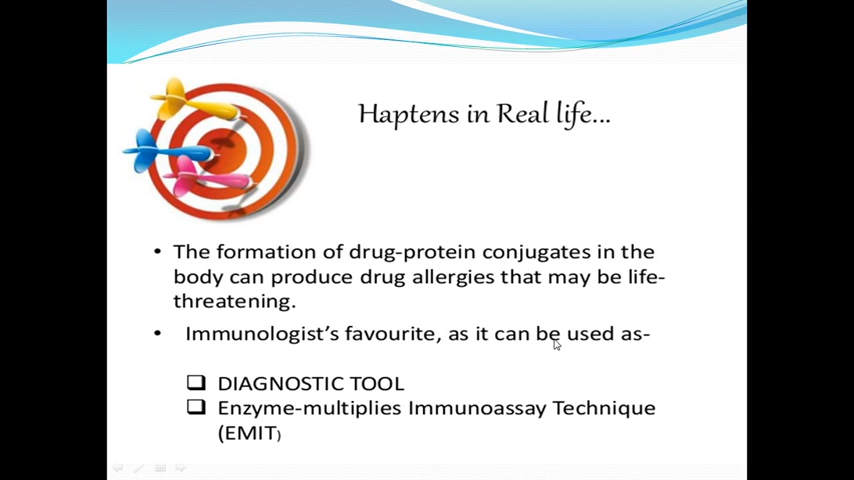 Haptens in Real life...
• The formation of drug-protein conjugates in the
body can produce drug allergies that may be life-
threatening.
• Immunologist's favourite, as it can be used as-
❑ DIAGNOSTIC TOOL
❑ Enzyme-multiplies Immunoassay Technique
(EMIT)